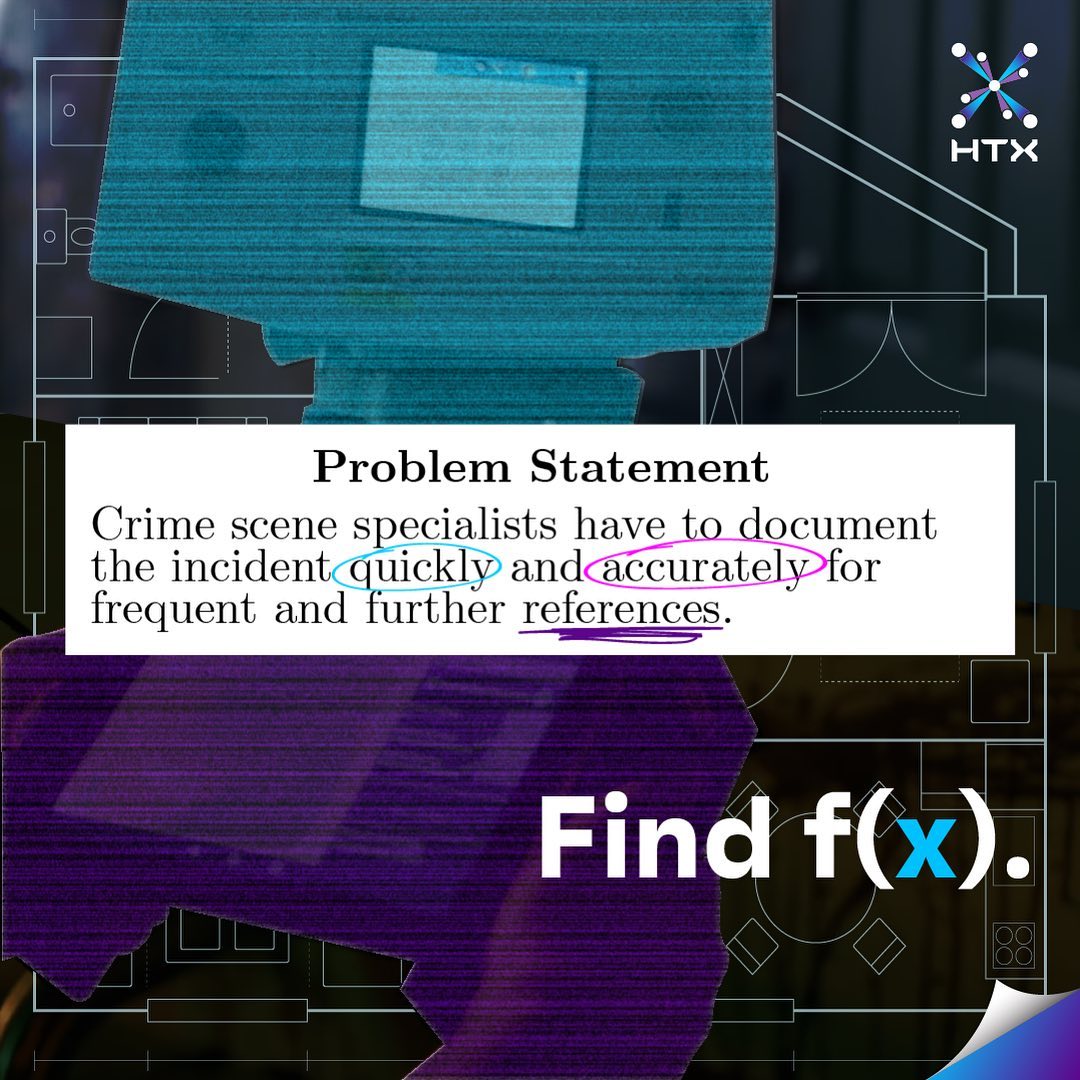 HTX
Problem Statement
Crime scene specialists have to document
the incident quickly and accurately for
frequent and further references.
Find f(x).